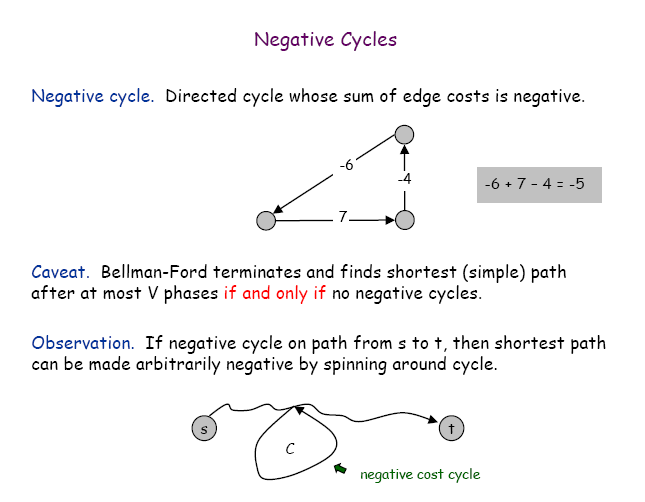 Negative Cycles
Negative cycle. Directed cycle whose sum of edge costs is negative.
-6
-4
-6 + 7 - 4 = -5
7
Caveat. Bellman-Ford terminates and finds shortest (simple) path
after at most V phases if and only if no negative cycles.
Observation. If negative cycle on path from s to t, then shortest path
can be made arbitrarily negative by spinning around cycle.
s
t
C
negative cost cycle